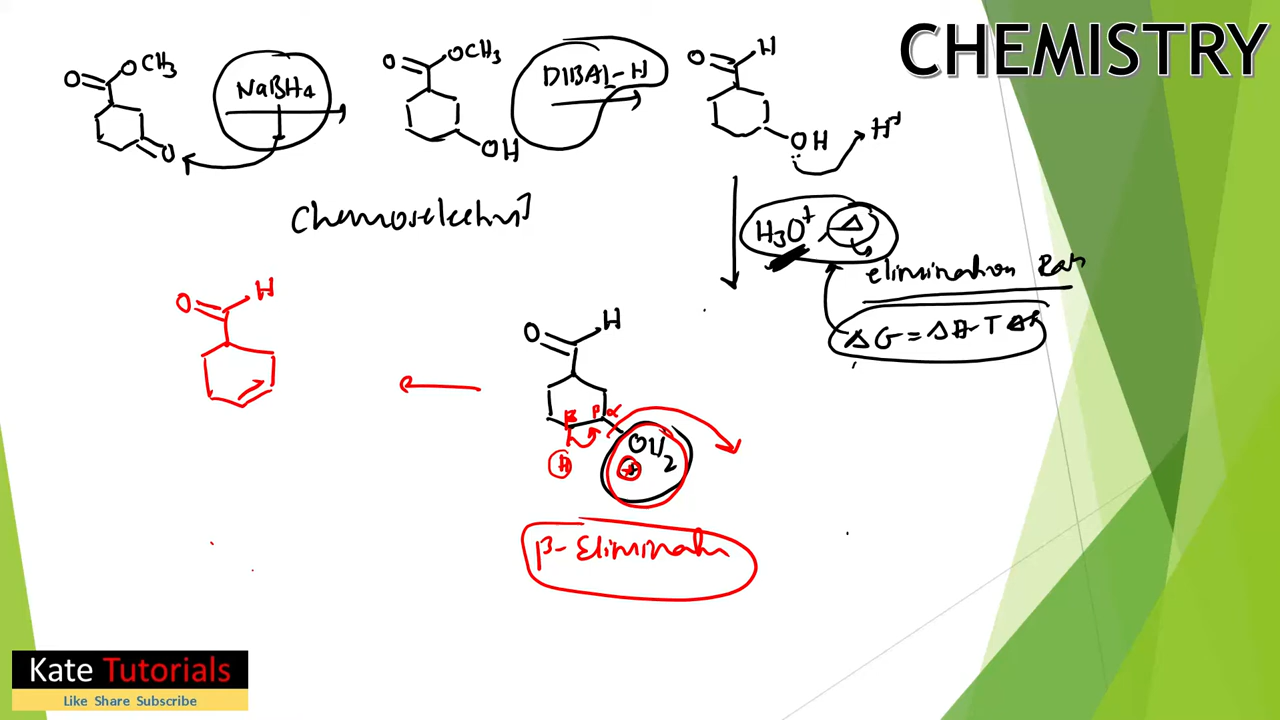 CHEMISTRY
O OCH3 O
NaBH4
O OCH3 OH
DIBAL-H
O H OH H+
Chemoselectivity
H3O+, Δ
elimination
ΔG = ΔH - TΔS
O H
O H
β β α
H OH2 +
β-Elimination
Kate Tutorials
Like Share Subscribe